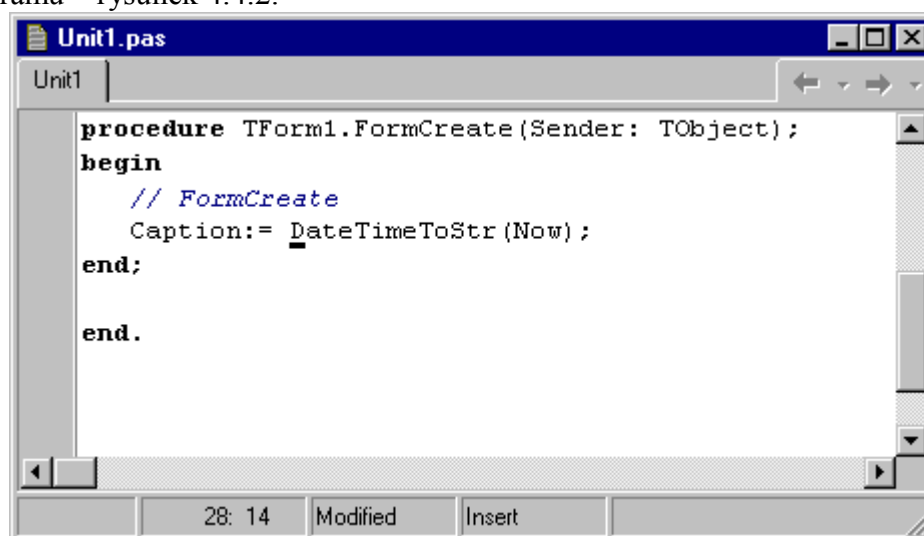 rysunek 4.4.2.
Unit1.pas
Unit1
procedure TForm1.FormCreate(Sender: TObject);
begin
// FormCreate
Caption:= DateTimeToStr(Now);
end;
end.
28: 14 Modified Insert